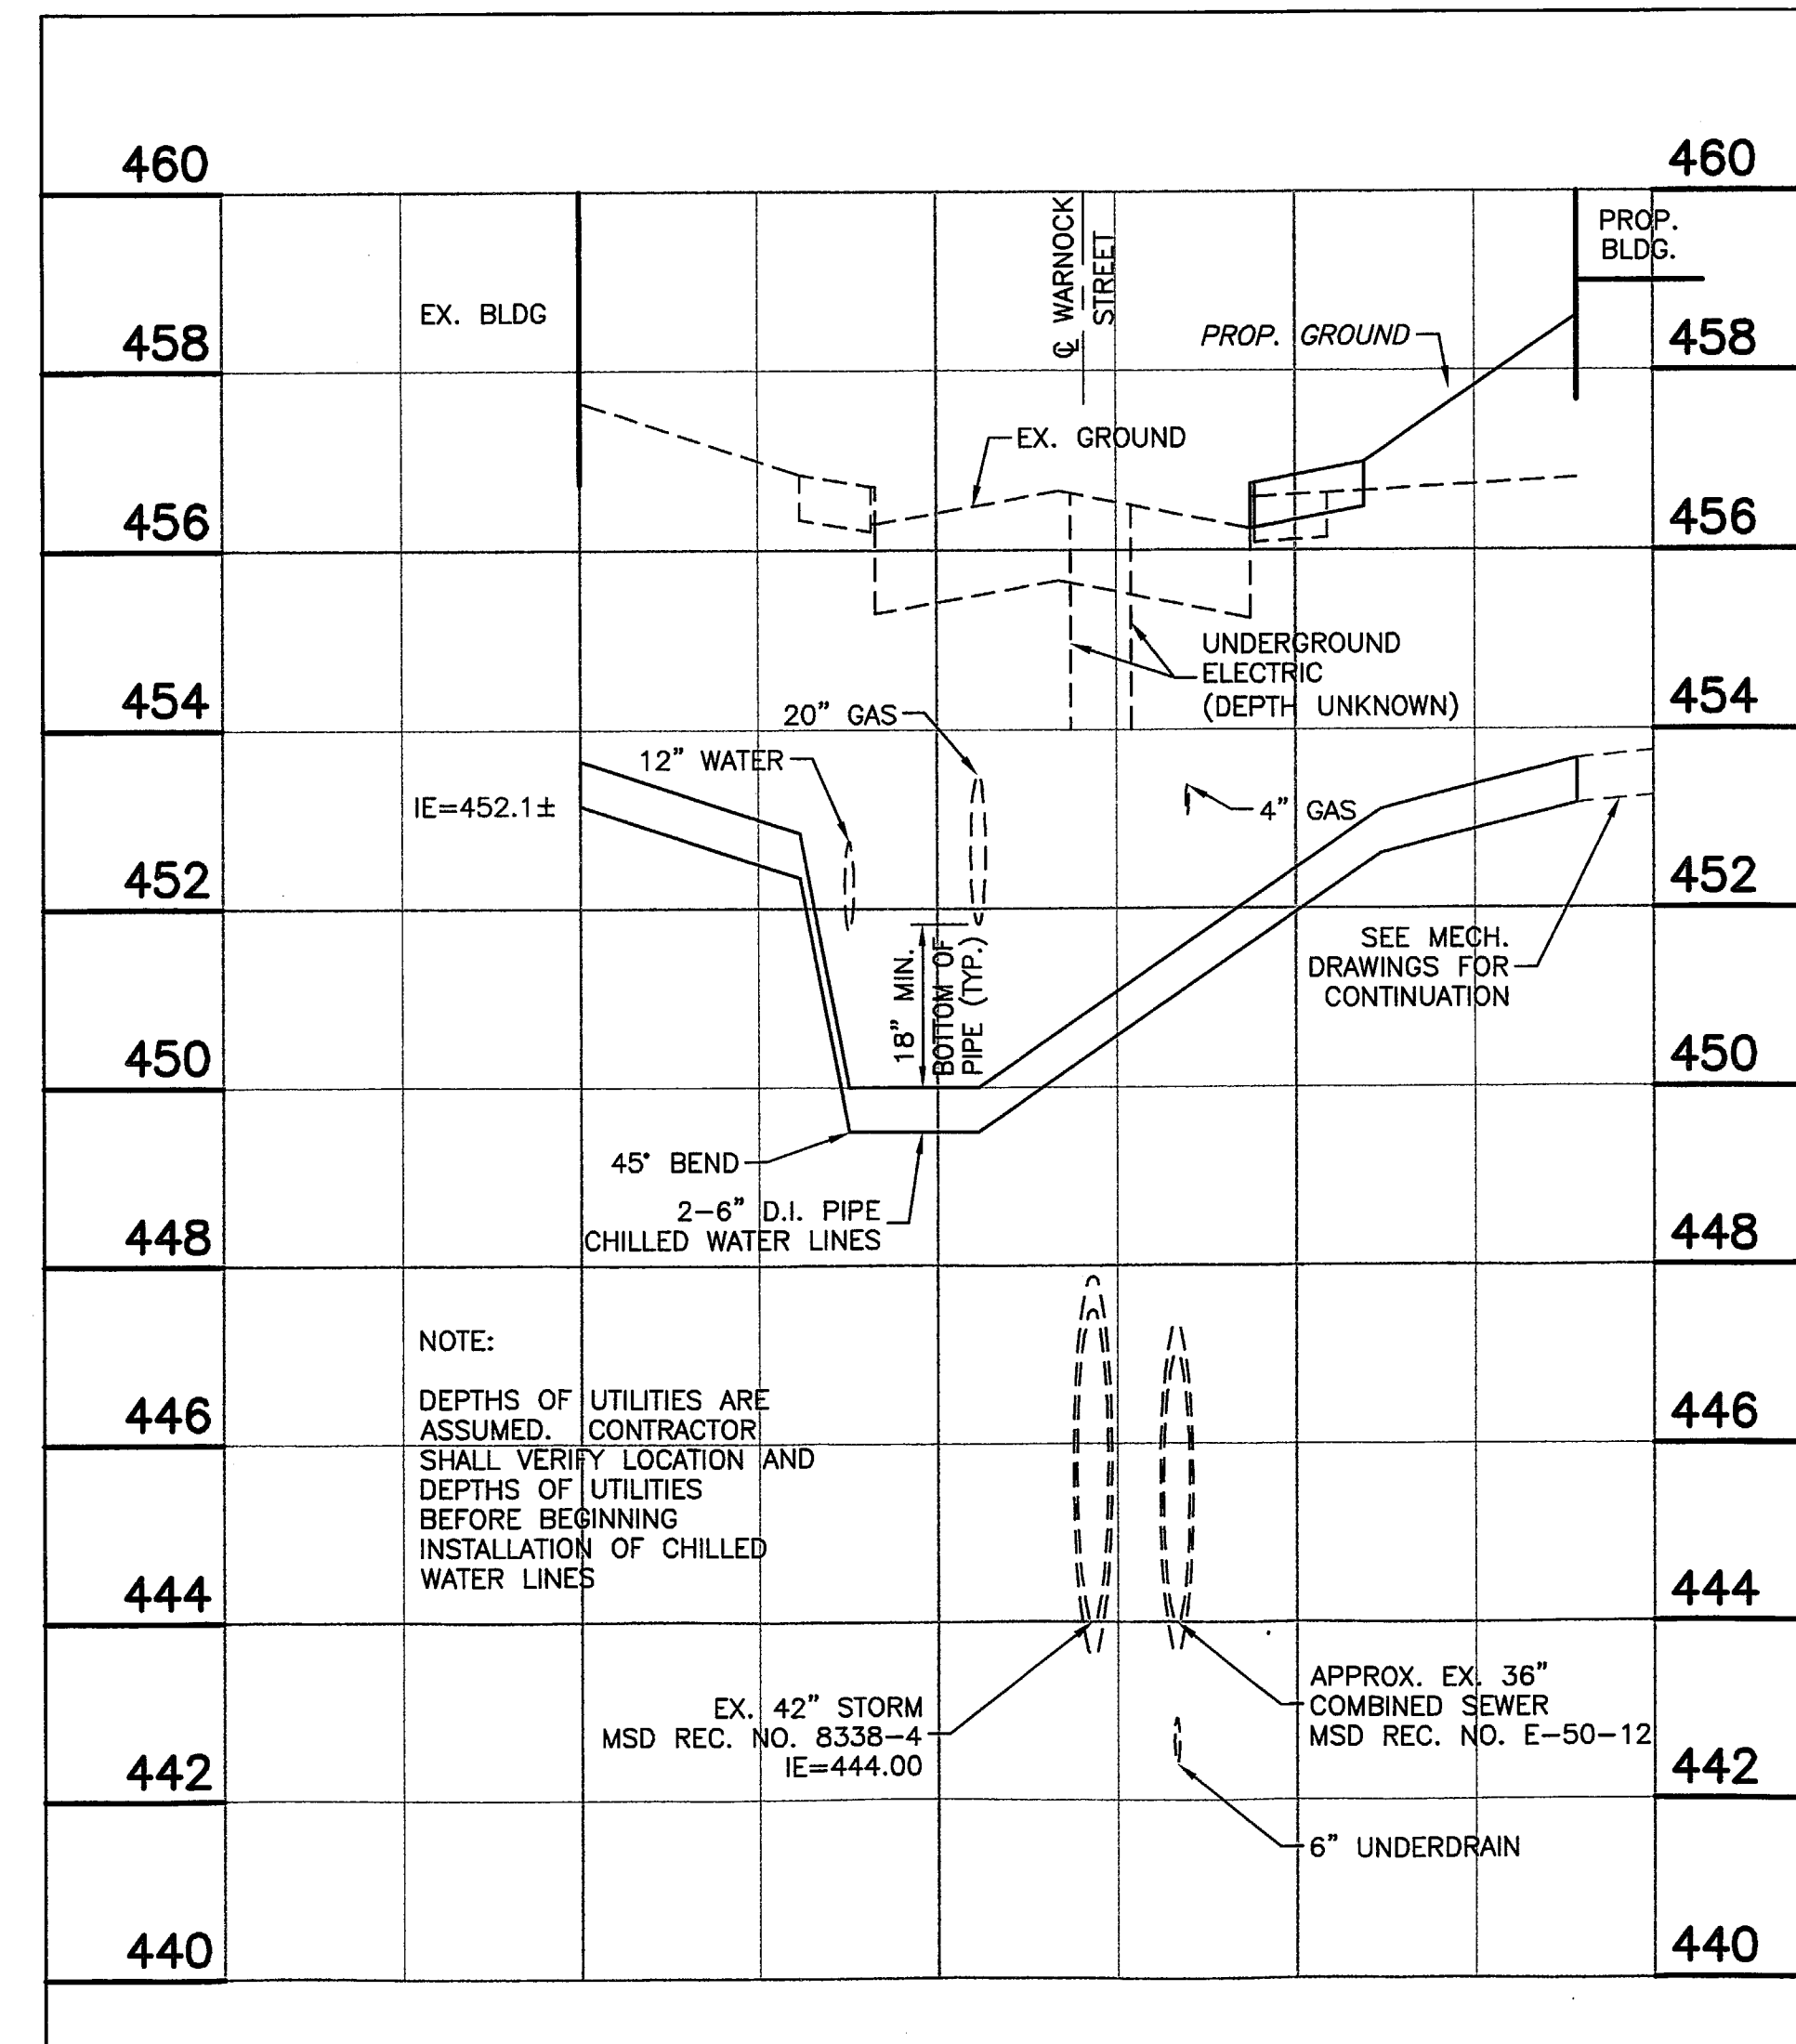 460
460
PROP.
BLDG.
℄ WARNOCK
STREET
EX. BLDG
PROP. GROUND
458
458
EX. GROUND
456
456
UNDERGROUND
ELECTRIC
(DEPTH UNKNOWN)
454
454
20" GAS
12" WATER
IE=452.1±
4" GAS
452
452
18" MIN.
BOTTOM OF
PIPE (TYP.)
SEE MECH.
DRAWINGS FOR
CONTINUATION
450
450
45° BEND
2-6" D.I. PIPE
CHILLED WATER LINES
448
448
NOTE:
DEPTHS OF UTILITIES ARE
ASSUMED. CONTRACTOR
SHALL VERIFY LOCATION AND
DEPTHS OF UTILITIES
BEFORE BEGINNING
INSTALLATION OF CHILLED
WATER LINES
446
446
444
444
EX. 42" STORM
MSD REC. NO. 8338-4
IE=444.00
APPROX. EX. 36"
COMBINED SEWER
MSD REC. NO. E-50-12
442
442
6" UNDERDRAIN
440
440